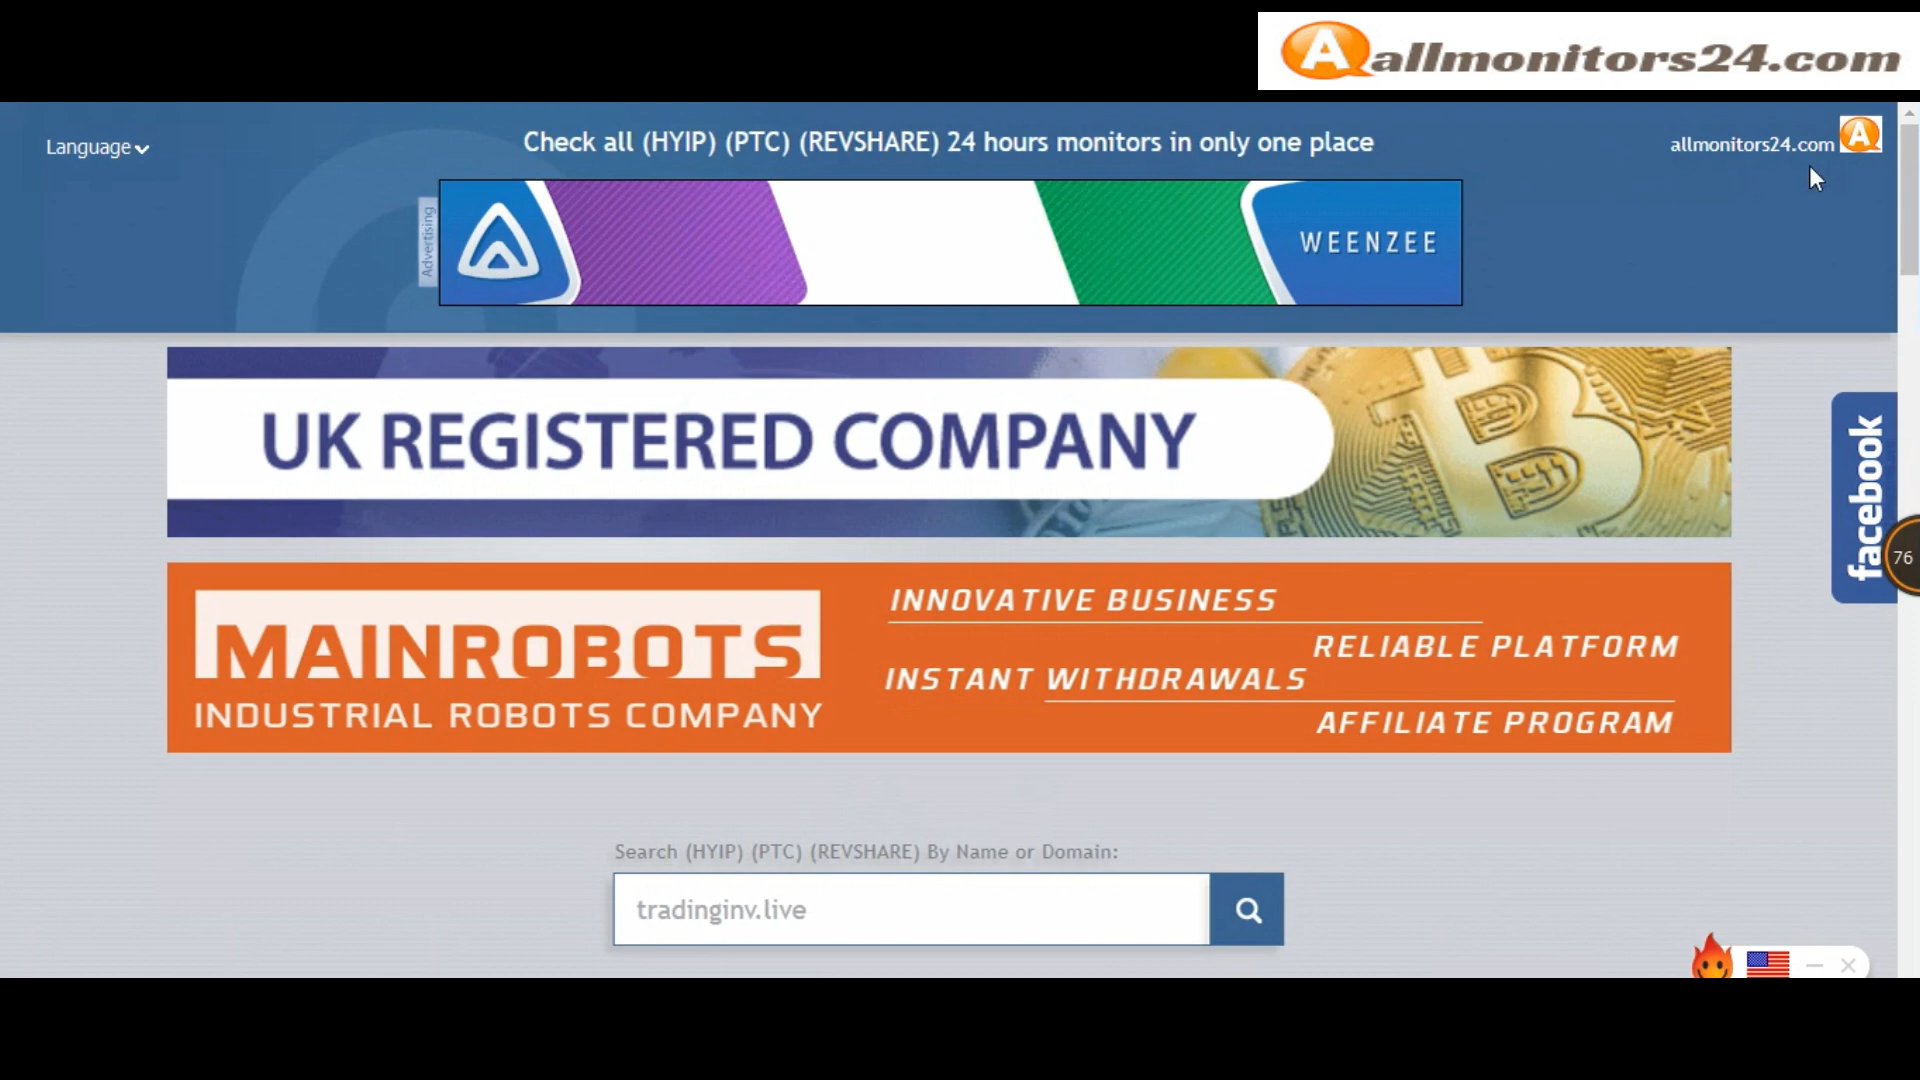 Aallmonitors24.com
Language
Check all (HYIP) (PTC) (REVSHARE) 24 hours monitors in only one place
allmonitors24.com A
Advertising
WEENZEE
UK REGISTERED COMPANY
facebook
76
MAINROBOTS
INDUSTRIAL ROBOTS COMPANY
INNOVATIVE BUSINESS
RELIABLE PLATFORM
INSTANT WITHDRAWALS
AFFILIATE PROGRAM
Search (HYIP) (PTC) (REVSHARE) By Name or Domain:
tradinginv.live